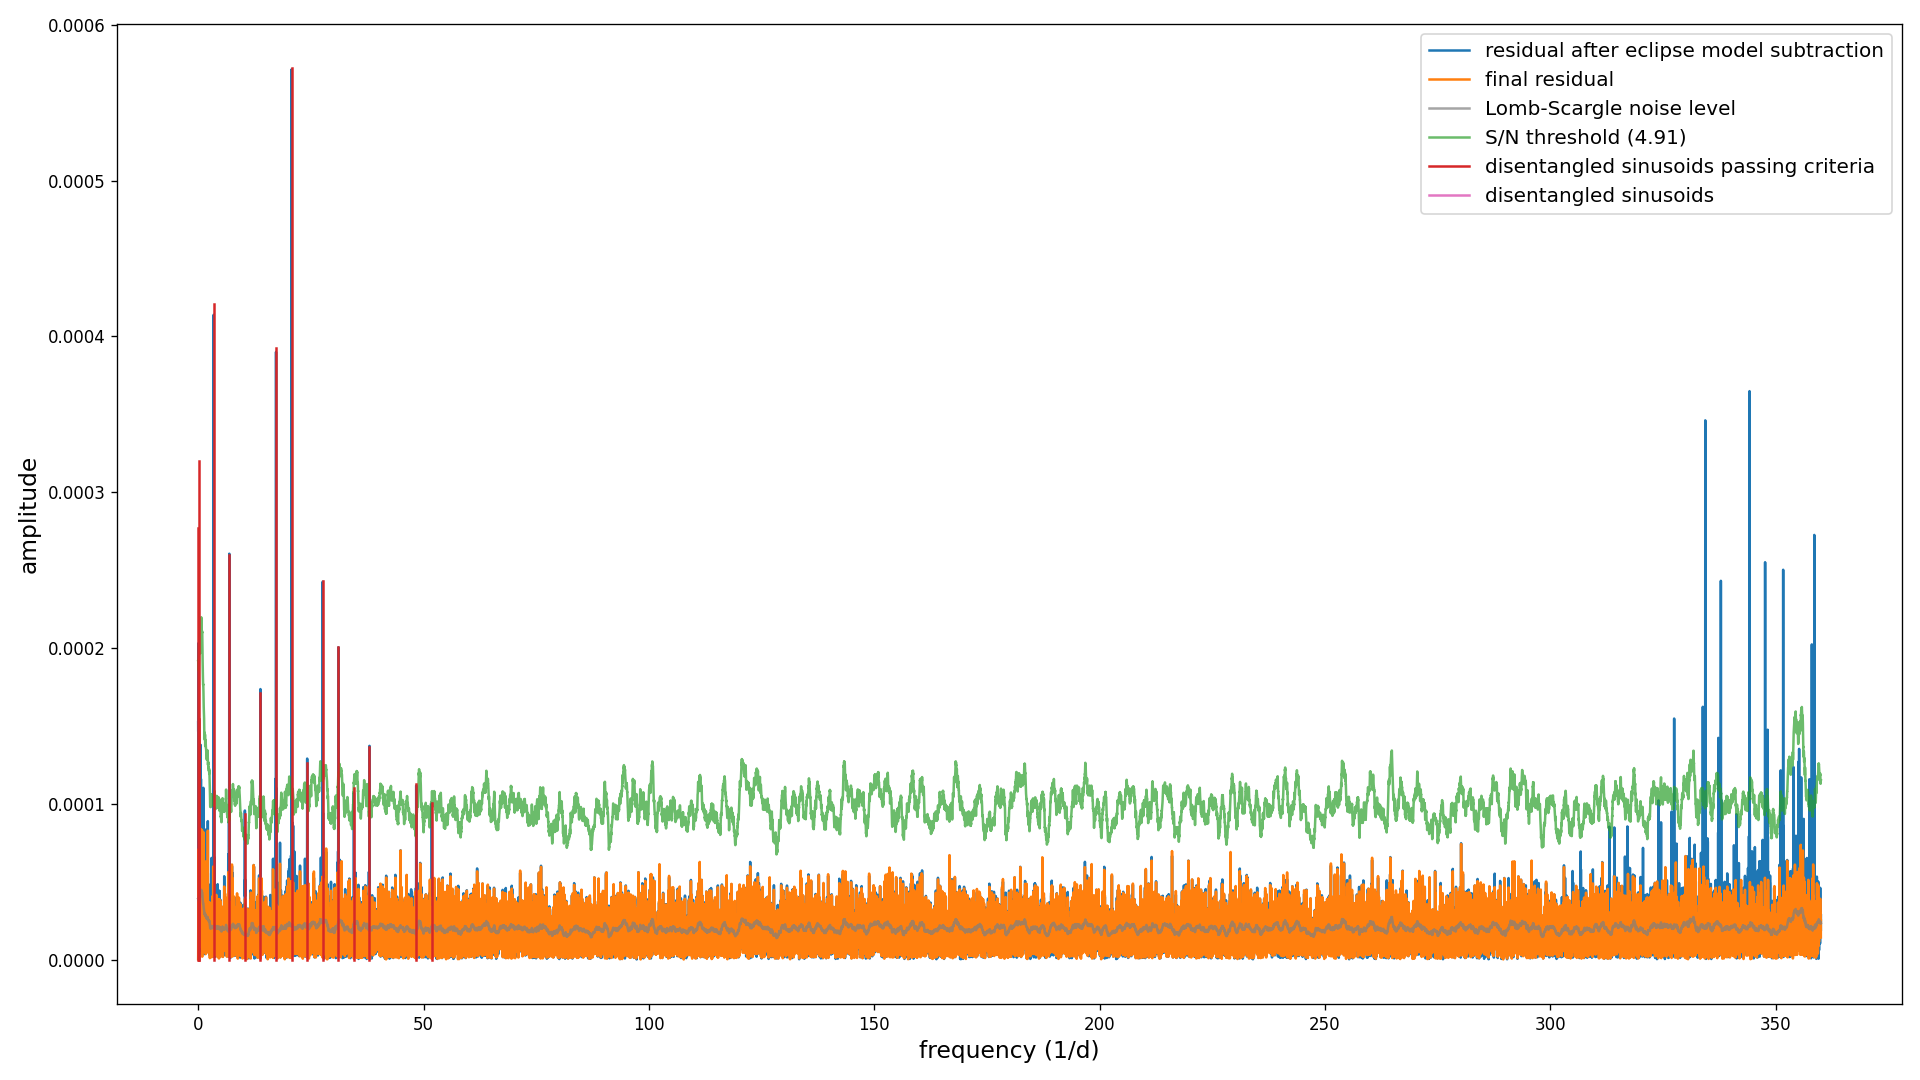 0.0006
0.0005
0.0004
0.0003
0.0002
0.0001
0.0000
amplitude
0
50
100
150
200
250
300
350
frequency (1/d)
residual after eclipse model subtraction
final residual
Lomb-Scargle noise level
S/N threshold (4.91)
disentangled sinusoids passing criteria
disentangled sinusoids